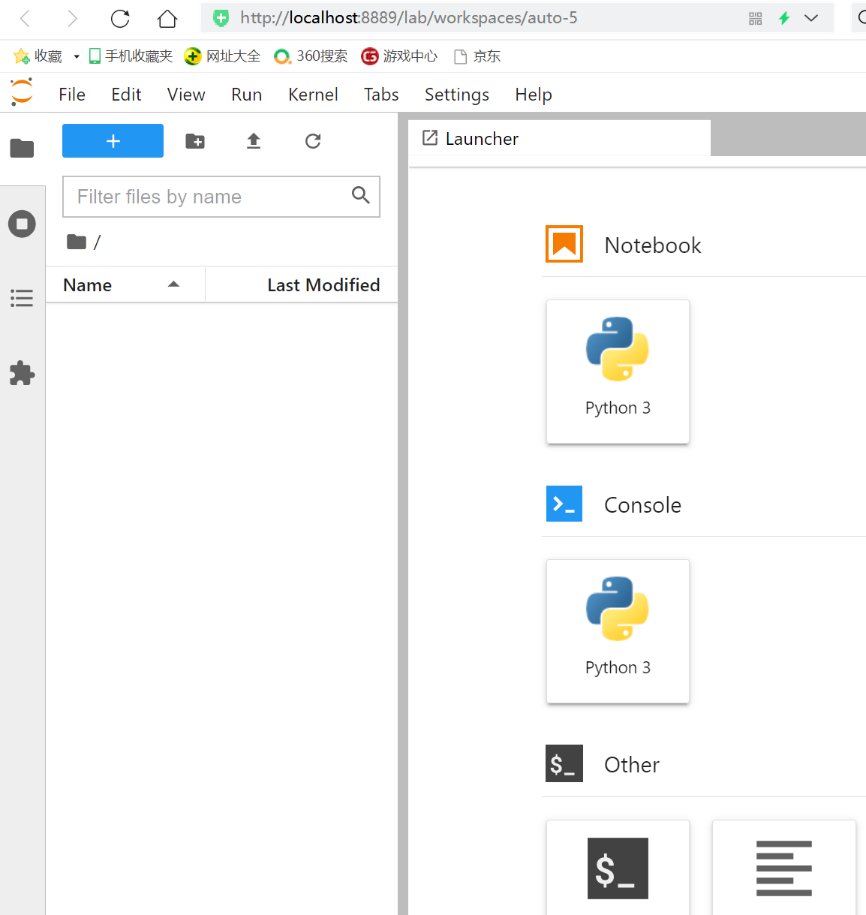 http://localhost:8889/lab/workspaces/auto-5
收藏 手机收藏夹 网址大全 360搜索 游戏中心 京东
File Edit View Run Kernel Tabs Settings Help
+
Launcher
Filter files by name
/
Name Last Modified
Notebook
Python 3
>_ Console
Python 3
$_ Other
$_